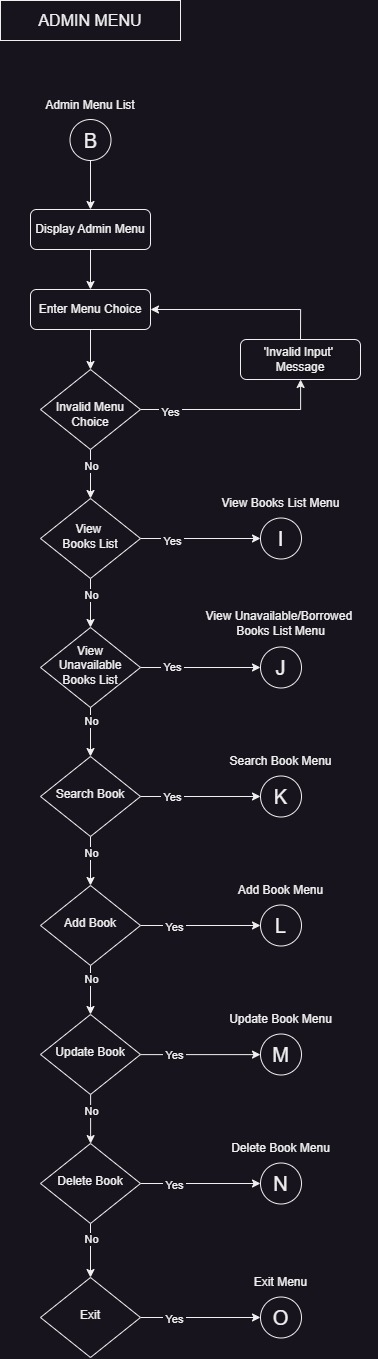 ADMIN MENU
Admin Menu List
B
Display Admin Menu
Enter Menu Choice
'Invalid Input'
Message
Invalid Menu
Choice
Yes
No
View Books List Menu
View
Books List
Yes
I
No
View Unavailable/Borrowed
Books List Menu
View
Unavailable
Books List
Yes
J
No
Search Book Menu
Search Book
Yes
K
No
Add Book Menu
Add Book
Yes
L
No
Update Book Menu
Update Book
Yes
M
No
Delete Book Menu
Delete Book
Yes
N
No
Exit Menu
Exit
Yes
O